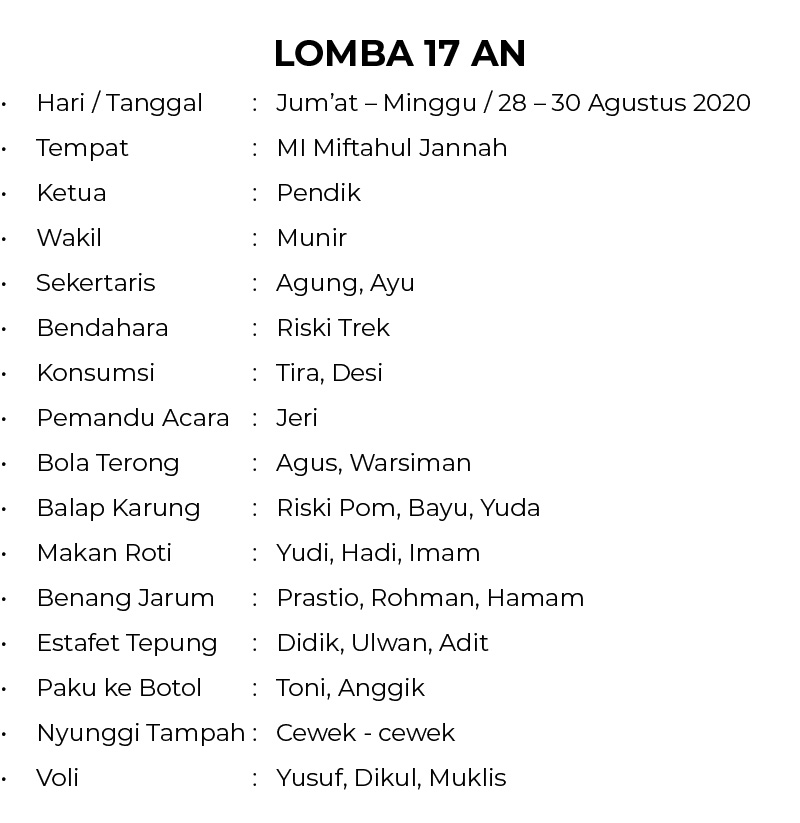 LOMBA 17 AN
• Hari / Tanggal : Jum’at – Minggu / 28 – 30 Agustus 2020
• Tempat : MI Miftahul Jannah
• Ketua : Pendik
• Wakil : Munir
• Sekertaris : Agung, Ayu
• Bendahara : Riski Trek
• Konsumsi : Tira, Desi
• Pemandu Acara : Jeri
• Bola Terong : Agus, Warsiman
• Balap Karung : Riski Pom, Bayu, Yuda
• Makan Roti : Yudi, Hadi, Imam
• Benang Jarum : Prastio, Rohman, Hamam
• Estafet Tepung : Didik, Ulwan, Adit
• Paku ke Botol : Toni, Anggik
• Nyunggi Tampah : Cewek - cewek
• Voli : Yusuf, Dikul, Muklis